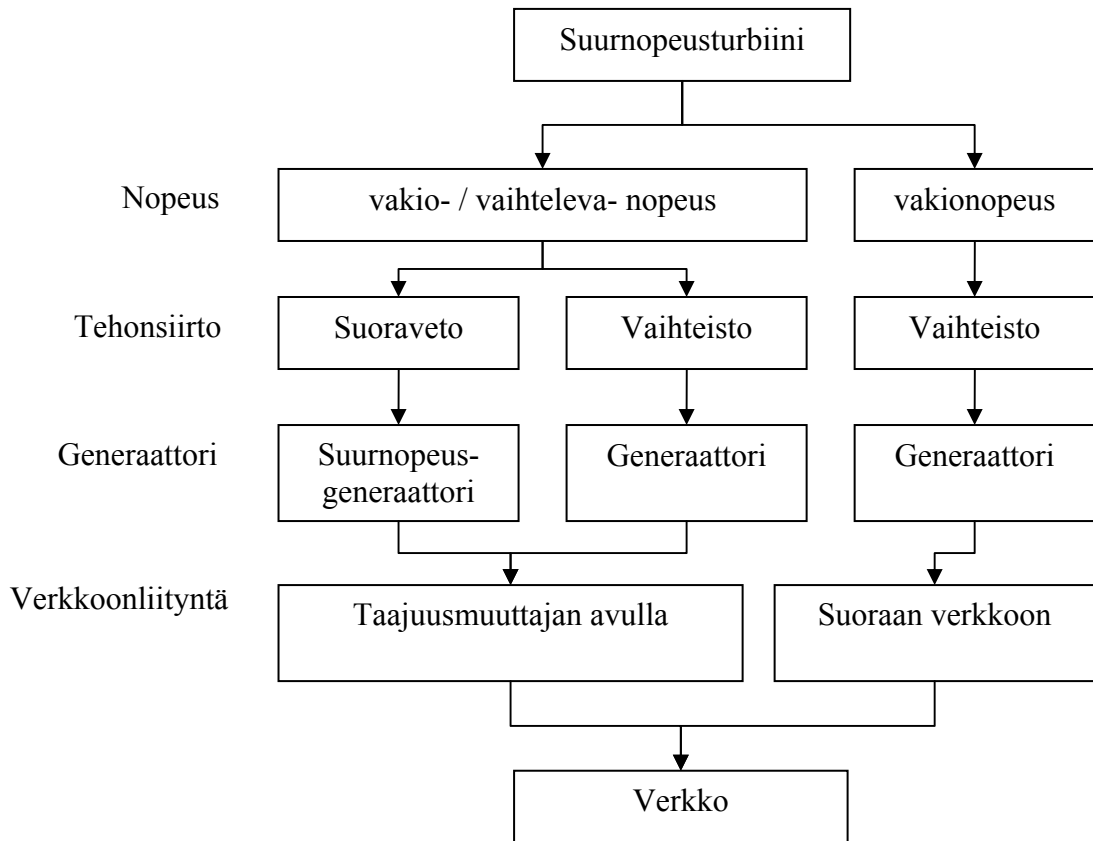 Suurnopeusturbiini
Nopeus
vakio- / vaihteleva- nopeus
vakionopeus
Tehonsiirto
Suoraveto
Vaihteisto
Vaihteisto
Generaattori
Suurnopeus-
generaattori
Generaattori
Generaattori
Verkkoonliityntä
Taajuusmuuttajan avulla
Suoraan verkkoon
Verkko